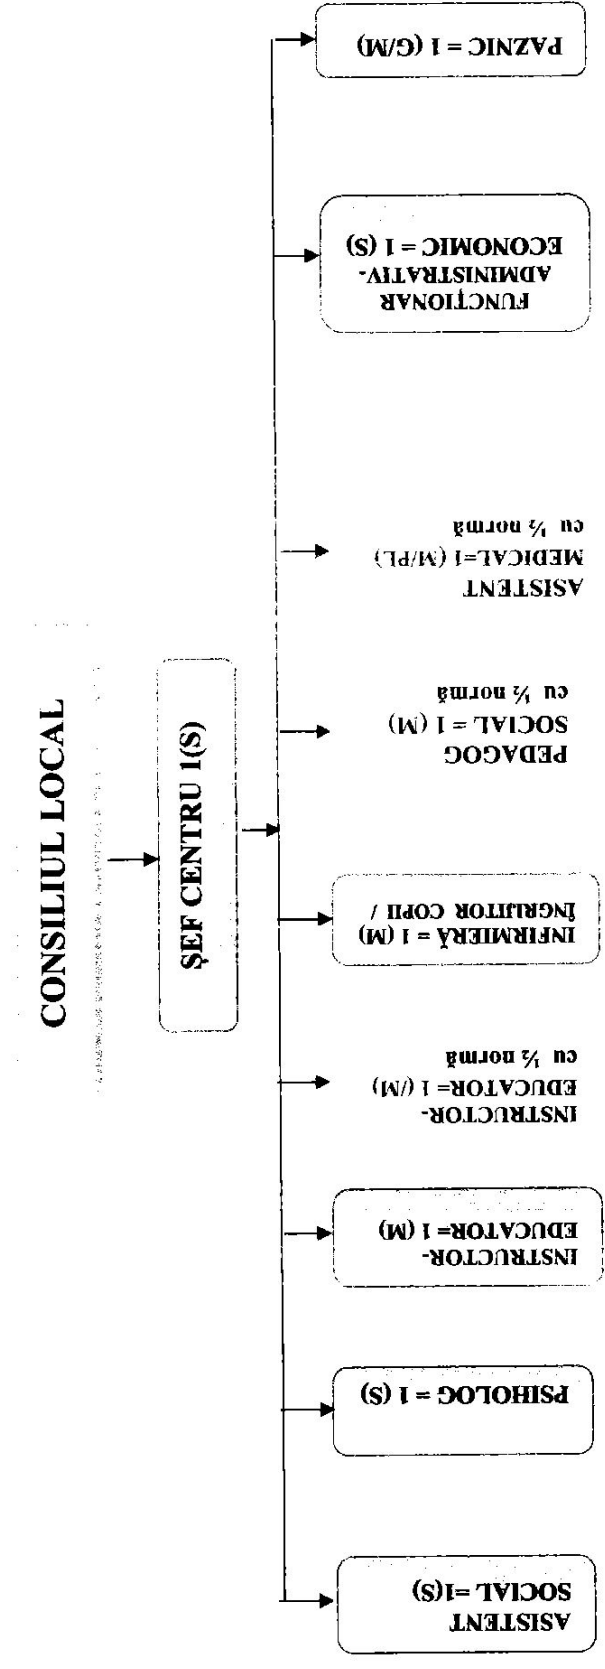 CONSILIUL LOCAL
ŞEF CENTRU 1(S)
ASISTENT
SOCIAL =1(S)
PSIHOLOG = 1 (S)
INSTRUCTOR-
EDUCATOR= 1 (M)
INSTRUCTOR-
EDUCATOR= 1 (/M)
cu ½ normă
INFIRMIERĂ = 1 (M)
ÎNGRIJITOR COPII /
PEDAGOG
SOCIAL = 1 (M)
cu ½ normă
ASISTENT
MEDICAL=1 (M/PL)
cu ½ normă
FUNCŢIONAR
ADMINISTRATIV-
ECONOMIC = 1 (S)
PAZNIC = 1 (G/M)